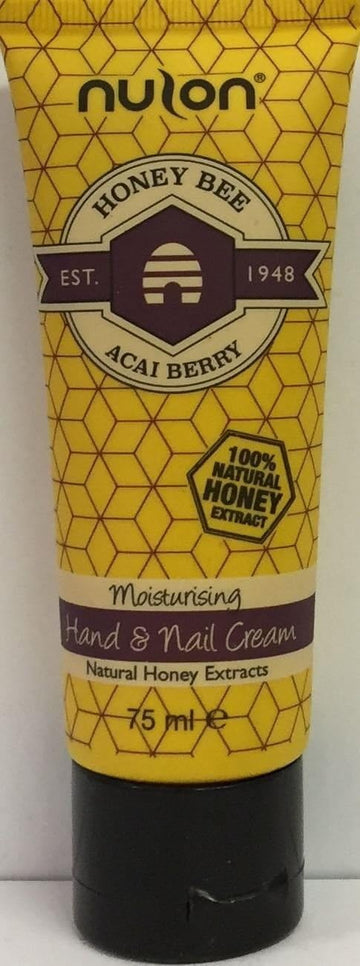 nulon®
HONEY BEE
EST. 1948
ACAI BERRY
100%
NATURAL
HONEY
EXTRACT
Moisturising
Hand & Nail Cream
Natural Honey Extracts
75 ml ℮